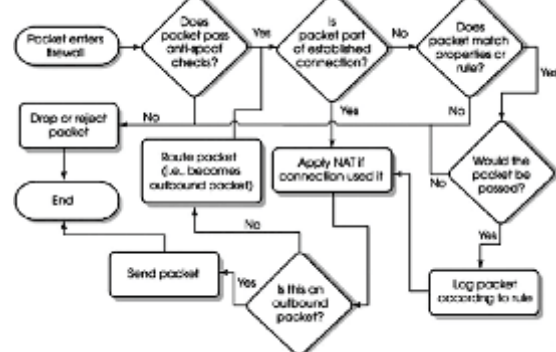 Packet enters
firewall
Does
packet pass
anti-spoof
checks?
Yes
Is
packet part
of established
connection?
No
Does
packet match
properties or
rule?
Yes
No
Drop or reject
packet
No
Yes
Route packet
(i.e., becomes
outbound packet)
Apply NAT if
connection used it
Would the
packet be
passed?
No
End
No
Yes
Send packet
Yes
Is this an
outbound
packet?
Log packet
according to rule